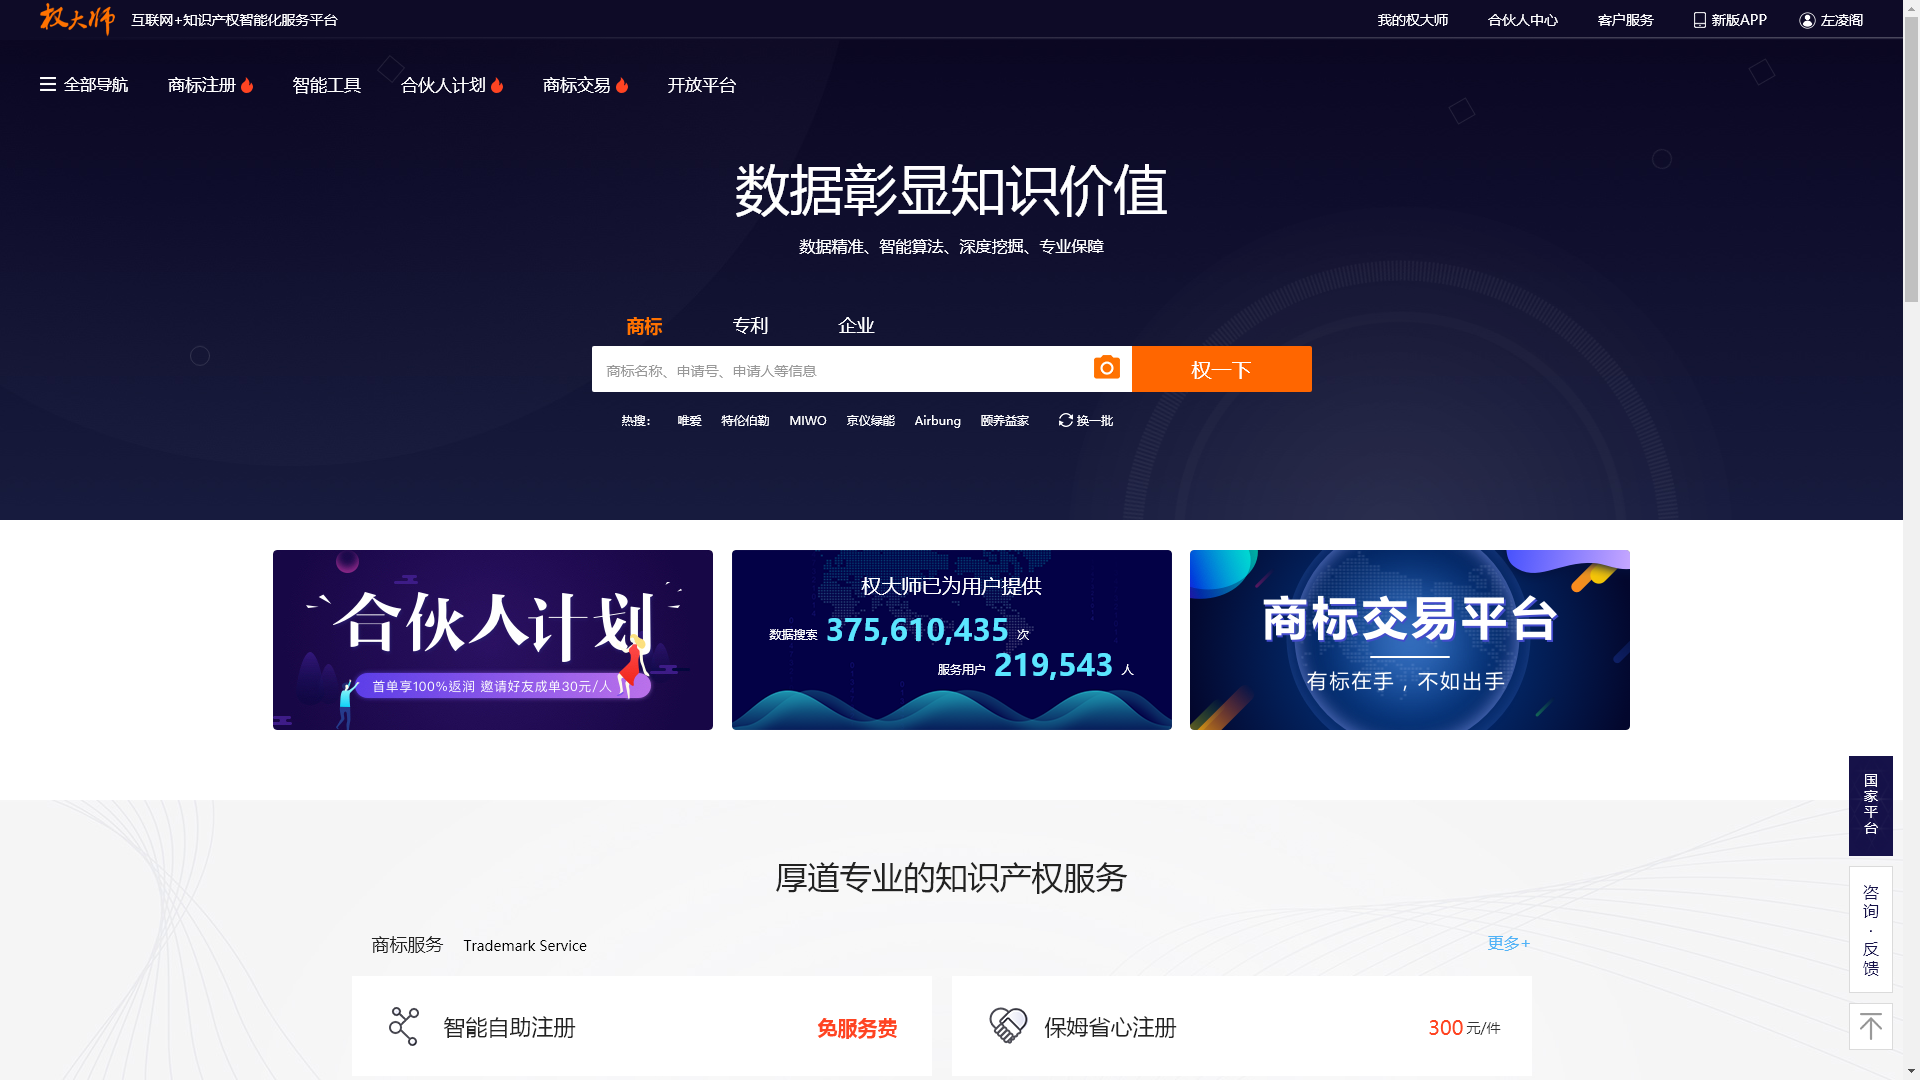 权大师 互联网+知识产权智能化服务平台 我的权大师 合伙人中心 客户服务 新版APP 左凌阁
全部导航 商标注册 智能工具 合伙人计划 商标交易 开放平台
数据彰显知识价值
数据精准、智能算法、深度挖掘、专业保障
商标 专利 企业
商标名称、申请号、申请人等信息 权一下
热搜： 唯爱 特伦伯勒 MIWO 京仪绿能 Airbung 颐养益家 换一批
合伙人计划
首单享100%返润 邀请好友成单30元/人
权大师已为用户提供
数据搜索 375,610,435 次
服务用户 219,543 人
商标交易平台
有标在手，不如出手
国家平台
咨询·反馈
厚道专业的知识产权服务
商标服务 Trademark Service 更多+
智能自助注册 免服务费
保姆省心注册 300元/件